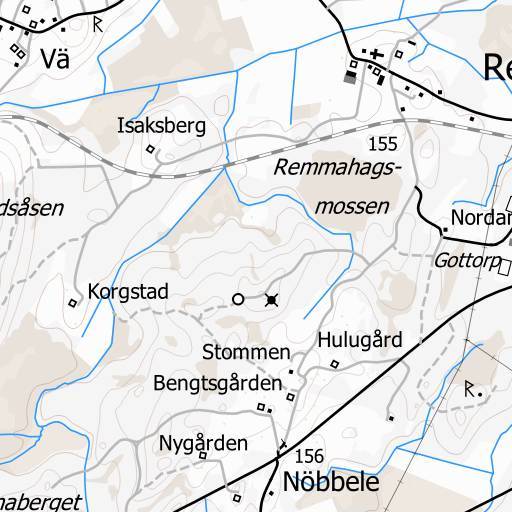 Vä
Re
Isaksberg
155
Remmahags-
mossen
dsåsen
Nordan
Gottorp
Korgstad
Hulugård
Stommen
Bengtsgården
Nygården
156
Nöbbele
naberget